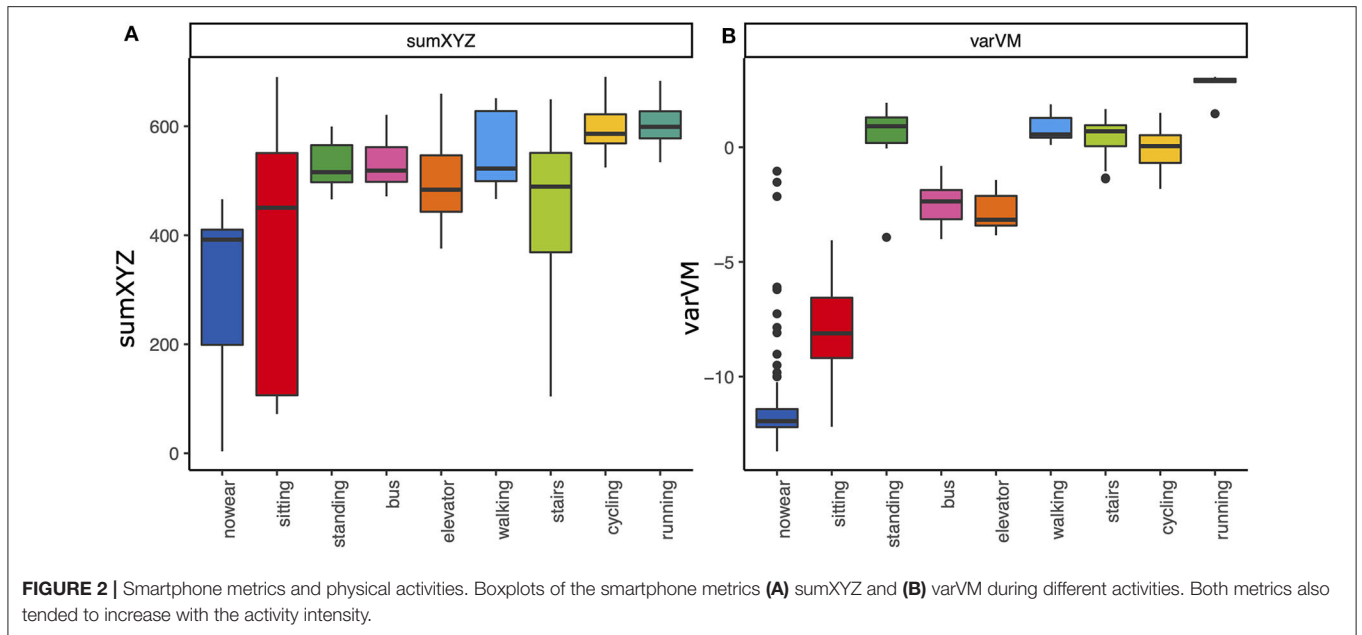 A
sumXYZ
sumXYZ
600
400
200
0
nowear
sitting
standing
bus
elevator
walking
stairs
cycling
running
B
varVM
varVM
0
−5
−10
nowear
sitting
standing
bus
elevator
walking
stairs
cycling
running
FIGURE 2 | Smartphone metrics and physical activities. Boxplots of the smartphone metrics (A) sumXYZ and (B) varVM during different activities. Both metrics also
tended to increase with the activity intensity.